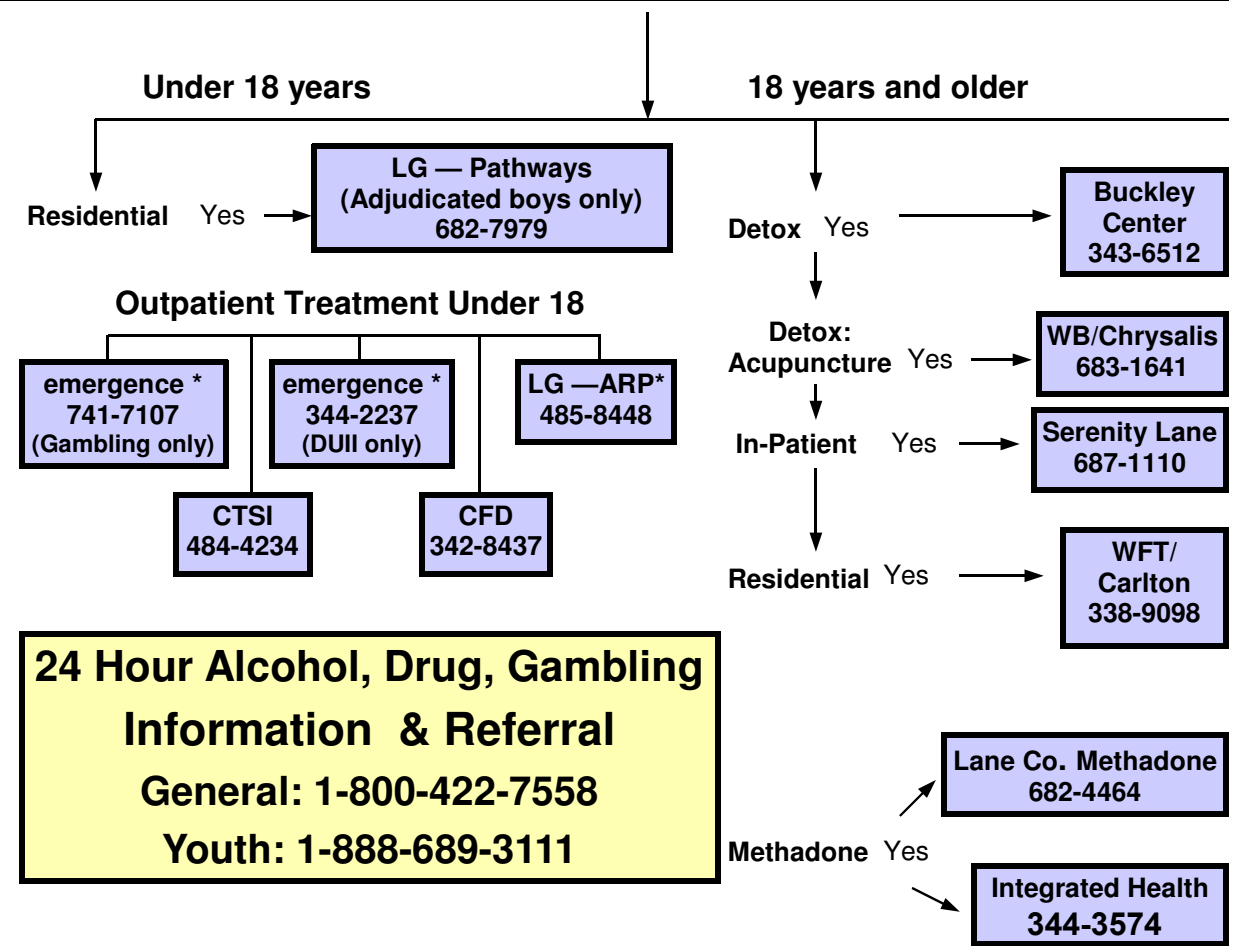 Under 18 years
18 years and older
Residential Yes
LG — Pathways
(Adjudicated boys only)
682-7979
Detox Yes
Buckley
Center
343-6512
Outpatient Treatment Under 18
emergence *
741-7107
(Gambling only)
emergence *
344-2237
(DUII only)
LG —ARP*
485-8448
CTSI
484-4234
CFD
342-8437
Detox:
Acupuncture Yes
WB/Chrysalis
683-1641
In-Patient Yes
Serenity Lane
687-1110
Residential Yes
WFT/
Carlton
338-9098
24 Hour Alcohol, Drug, Gambling
Information & Referral
General: 1-800-422-7558
Youth: 1-888-689-3111
Methadone Yes
Lane Co. Methadone
682-4464
Integrated Health
344-3574